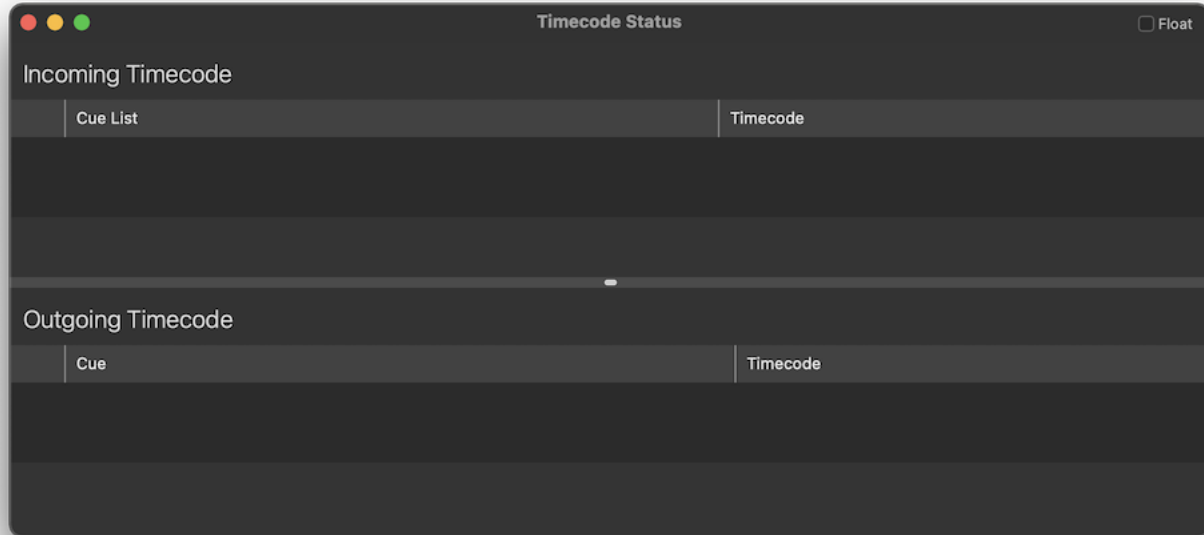 Timecode Status
Float
Incoming Timecode
Cue List Timecode
Outgoing Timecode
Cue Timecode